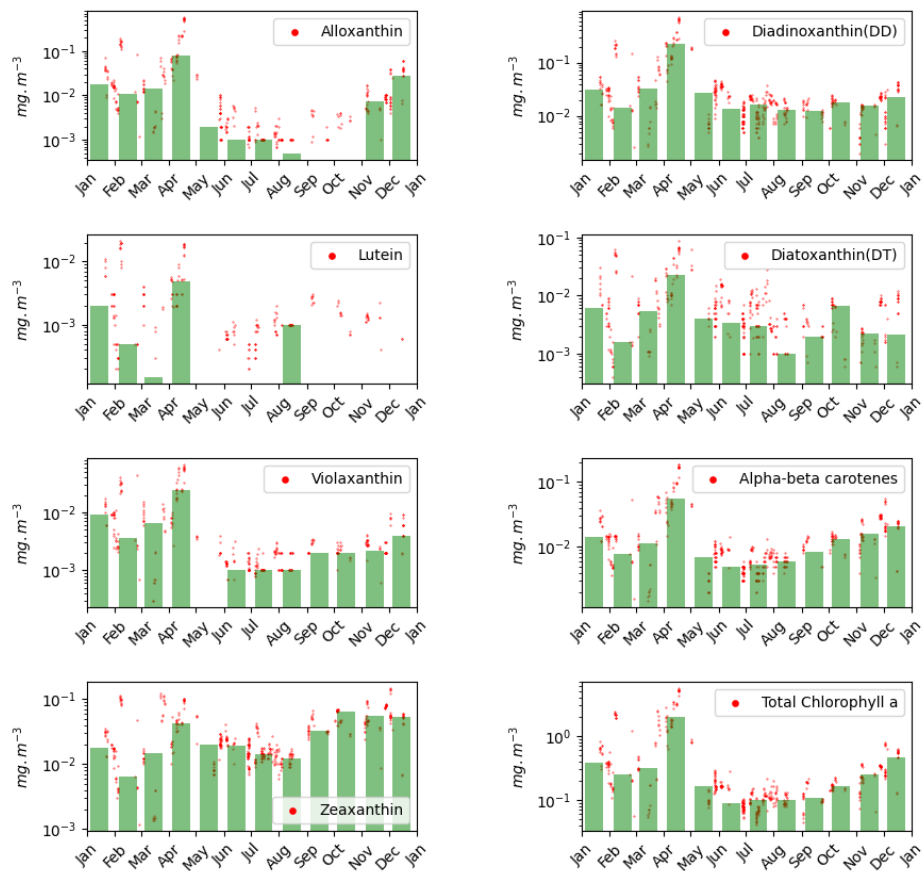 Alloxanthin
mg. m⁻³
10⁻¹
10⁻²
10⁻³
Jan Feb Mar Apr May Jun Jul Aug Sep Oct Nov Dec Jan
Diadinoxanthin(DD)
mg. m⁻³
10⁻¹
10⁻²
Jan Feb Mar Apr May Jun Jul Aug Sep Oct Nov Dec Jan
Lutein
mg. m⁻³
10⁻²
10⁻³
Jan Feb Mar Apr May Jun Jul Aug Sep Oct Nov Dec Jan
Diatoxanthin(DT)
mg. m⁻³
10⁻¹
10⁻²
10⁻³
Jan Feb Mar Apr May Jun Jul Aug Sep Oct Nov Dec Jan
Violaxanthin
mg. m⁻³
10⁻²
10⁻³
Jan Feb Mar Apr May Jun Jul Aug Sep Oct Nov Dec Jan
Alpha-beta carotenes
mg. m⁻³
10⁻¹
10⁻²
Jan Feb Mar Apr May Jun Jul Aug Sep Oct Nov Dec Jan
mg. m⁻³
10⁻¹
10⁻²
10⁻³
Zeaxanthin
Jan Feb Mar Apr May Jun Jul Aug Sep Oct Nov Dec Jan
Total Chlorophyll a
mg. m⁻³
10⁰
10⁻¹
Jan Feb Mar Apr May Jun Jul Aug Sep Oct Nov Dec Jan